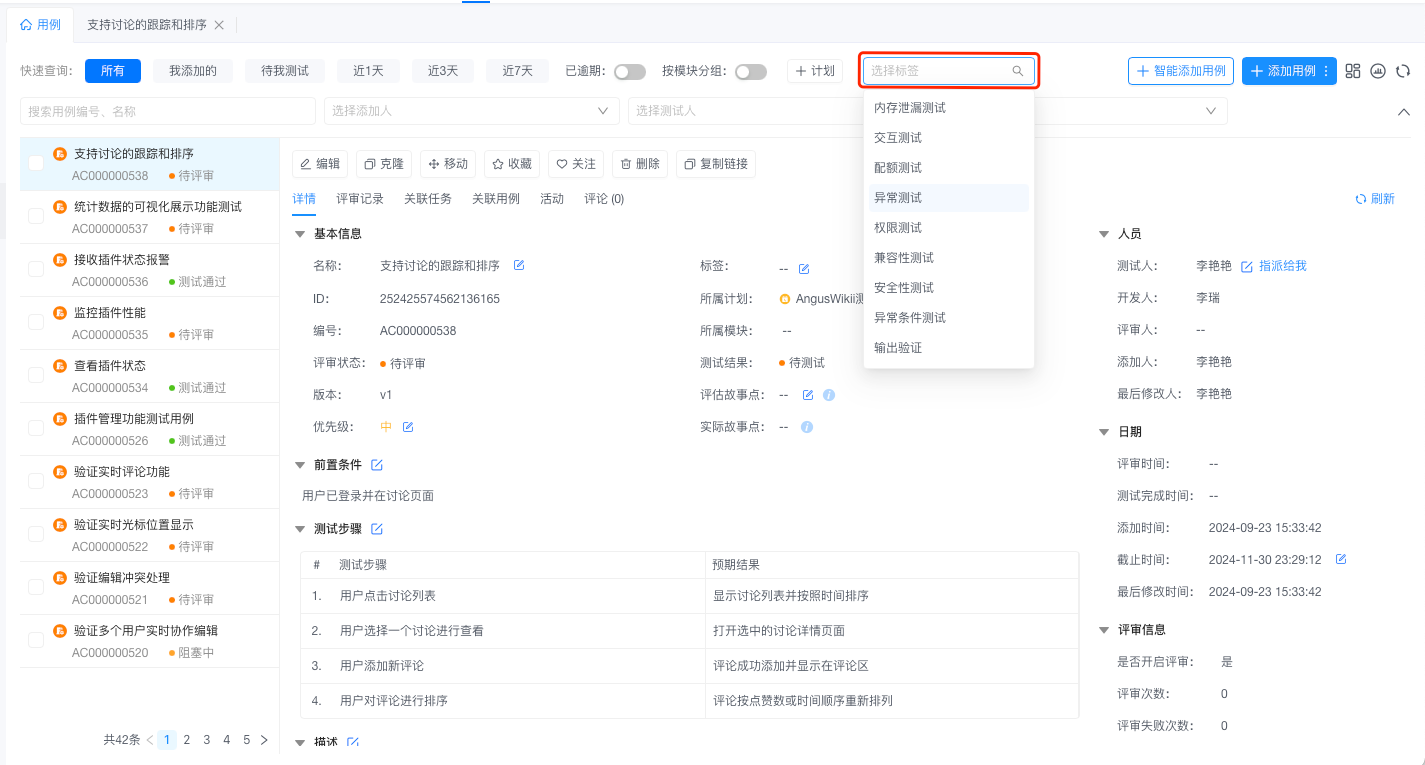 用例 支持讨论的跟踪和排序
快速查询: 所有 我添加的 待我测试 近1天 近3天 近7天 已逾期: 按模块分组: 计划 选择标签 智能添加用例 添加用例
搜索用例编号、名称 选择添加人 选择测试人
内存泄漏测试
交互测试
配额测试
异常测试
权限测试
兼容性测试
安全性测试
异常条件测试
输出验证
支持讨论的跟踪和排序
AC000000538 待评审
统计数据的可视化展示功能测试
AC000000537 待评审
接收插件状态报警
AC000000536 测试通过
监控插件性能
AC000000535 待评审
查看插件状态
AC000000534 测试通过
插件管理功能测试用例
AC000000526 测试通过
验证实时评论功能
AC000000523 待评审
验证实时光标位置显示
AC000000522 待评审
验证编辑冲突处理
AC000000521 待评审
验证多个用户实时协作编辑
AC000000520 阻塞中
共42条 1 2 3 4 5
编辑 克隆 移动 收藏 关注 删除 复制链接
详情 评审记录 关联任务 关联用例 活动 评论 (0) 刷新
基本信息
名称: 支持讨论的跟踪和排序 标签: --
ID: 252425574562136165 所属计划: AngusWikii测
编号: AC000000538 所属模块: --
评审状态: 待评审 测试结果: 待测试
版本: v1 评估故事点: --
优先级: 中 实际故事点: --
前置条件
用户已登录并在讨论页面
测试步骤
# 测试步骤 预期结果
1. 用户点击讨论列表 显示讨论列表并按照时间排序
2. 用户选择一个讨论进行查看 打开选中的讨论详情页面
3. 用户添加新评论 评论成功添加并显示在评论区
4. 用户对评论进行排序 评论按点赞数或时间顺序重新排列
描述
人员
测试人: 李艳艳 指派给我
开发人: 李瑞
评审人: --
添加人: 李艳艳
最后修改人: 李艳艳
日期
评审时间: --
测试完成时间: --
添加时间: 2024-09-23 15:33:42
截止时间: 2024-11-30 23:29:12
最后修改时间: 2024-09-23 15:33:42
评审信息
是否开启评审: 是
评审次数: 0
评审失败次数: 0